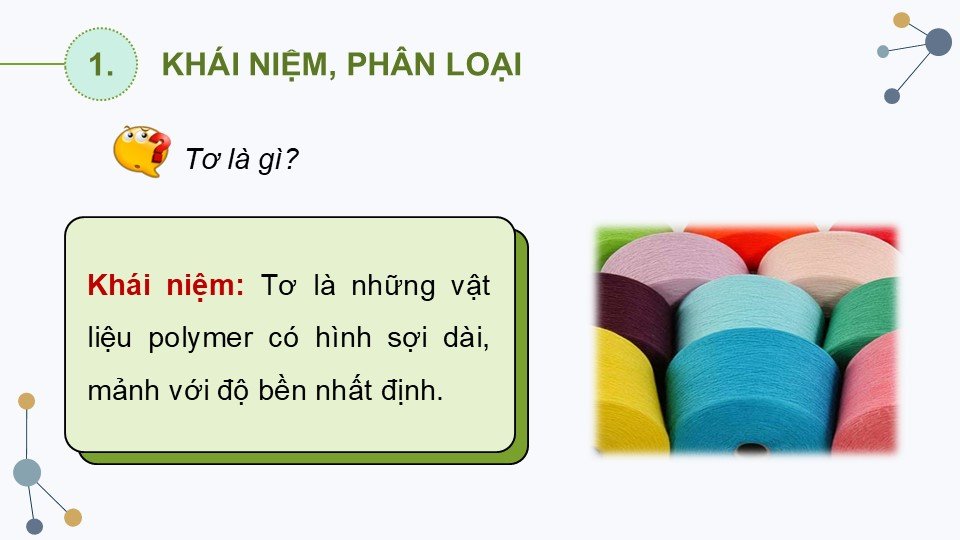 1.
KHÁI NIỆM, PHÂN LOẠI
Tơ là gì?
Khái niệm: Tơ là những vật
liệu polymer có hình sợi dài,
mảnh với độ bền nhất định.